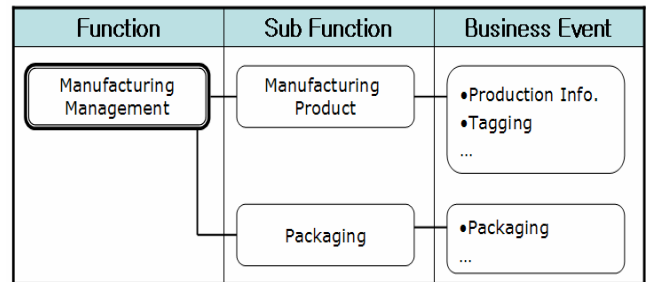 Function
Sub Function
Business Event
Manufacturing
Management
Manufacturing
Product
•Production Info.
•Tagging
...
Packaging
•Packaging
...